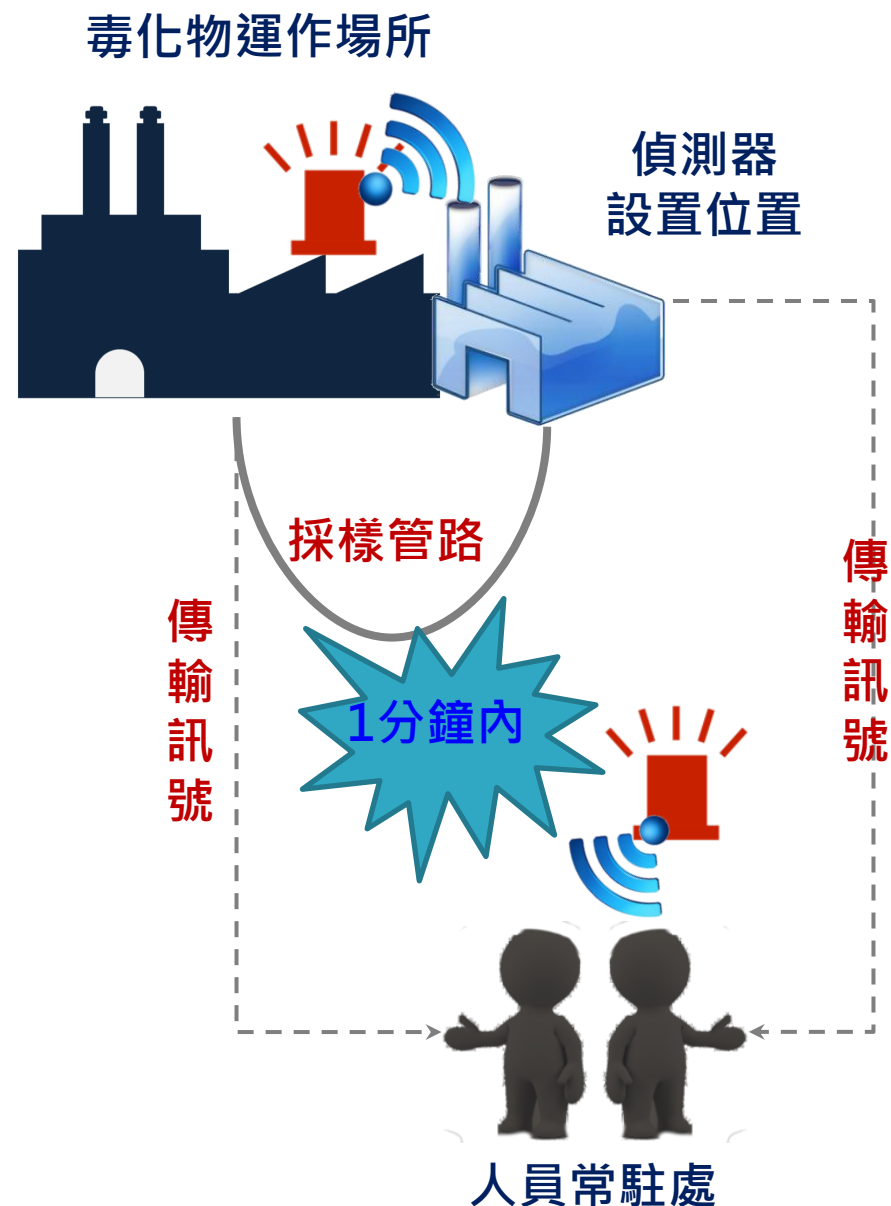 毒化物運作場所
偵測器
設置位置
採樣管路
傳輸訊號
1分鐘內
傳輸訊號
人員常駐處